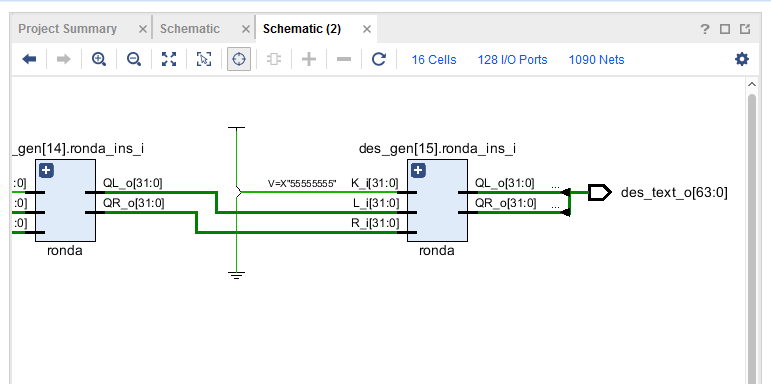 Project Summary × Schematic × Schematic (2) × ?
16 Cells 128 I/O Ports 1090 Nets
_gen[14].ronda_ins_i des_gen[15].ronda_ins_i
:0] QL_o[31:0] V=X"55555555" K_i[31:0] QL_o[31:0] ...
:0] QR_o[31:0] L_i[31:0] QR_o[31:0] ... des_text_o[63:0]
:0] R_i[31:0]
ronda ronda